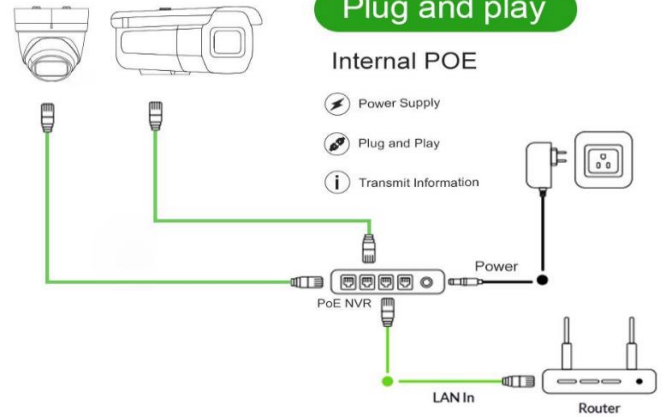 Plug and play
Internal POE
Power Supply
Plug and Play
Transmit Information
Power
PoE NVR
LAN In
Router